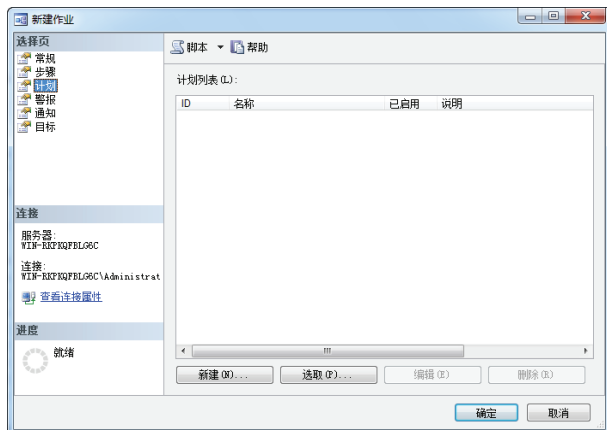 新建作业
选择页
常规
步骤
计划
警报
通知
目标
脚本 帮助
计划列表(L):
ID 名称 已启用 说明
连接
服务器:
WIN-RKPKQFBLG6C
连接:
WIN-RKPKQFBLG6C\Administrat
查看连接属性
进度
就绪
新建(N)... 选取(P)... 编辑(E) 删除(R)
确定 取消